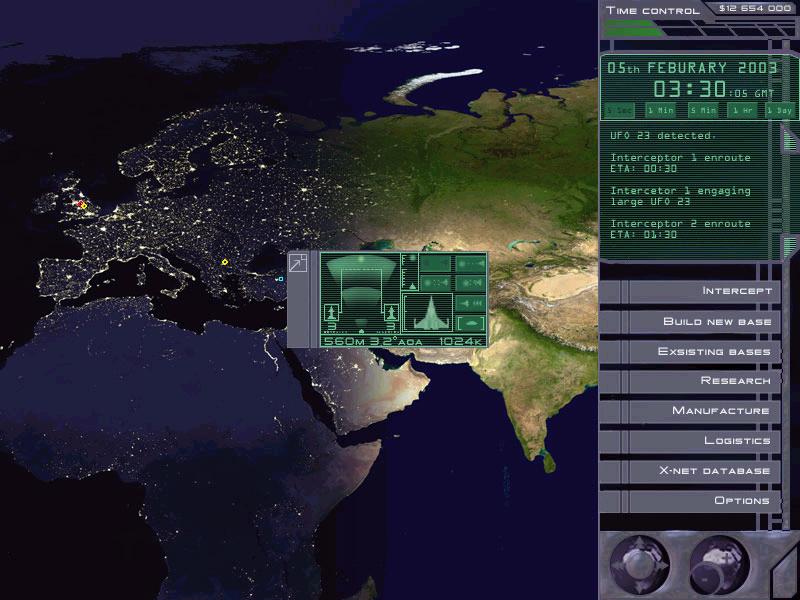 TIME CONTROL
$12 654 000
05th FEBURARY 2003
03:30:05 GMT
5 Sec 1 Min 5 Min 1 Hr 1 Day
UFO 23 detected.
Interceptor 1 enroute
ETA: 00:30
Intercetor 1 engaging
large UFO 23
Interceptor 2 enroute
ETA: 01:30
3 3
560M 3.2°AOA 1024K
INTERCEPT
BUILD NEW BASE
EXSISTING BASES
RESEARCH
MANUFACTURE
LOGISTICS
X-NET DATABASE
OPTIONS